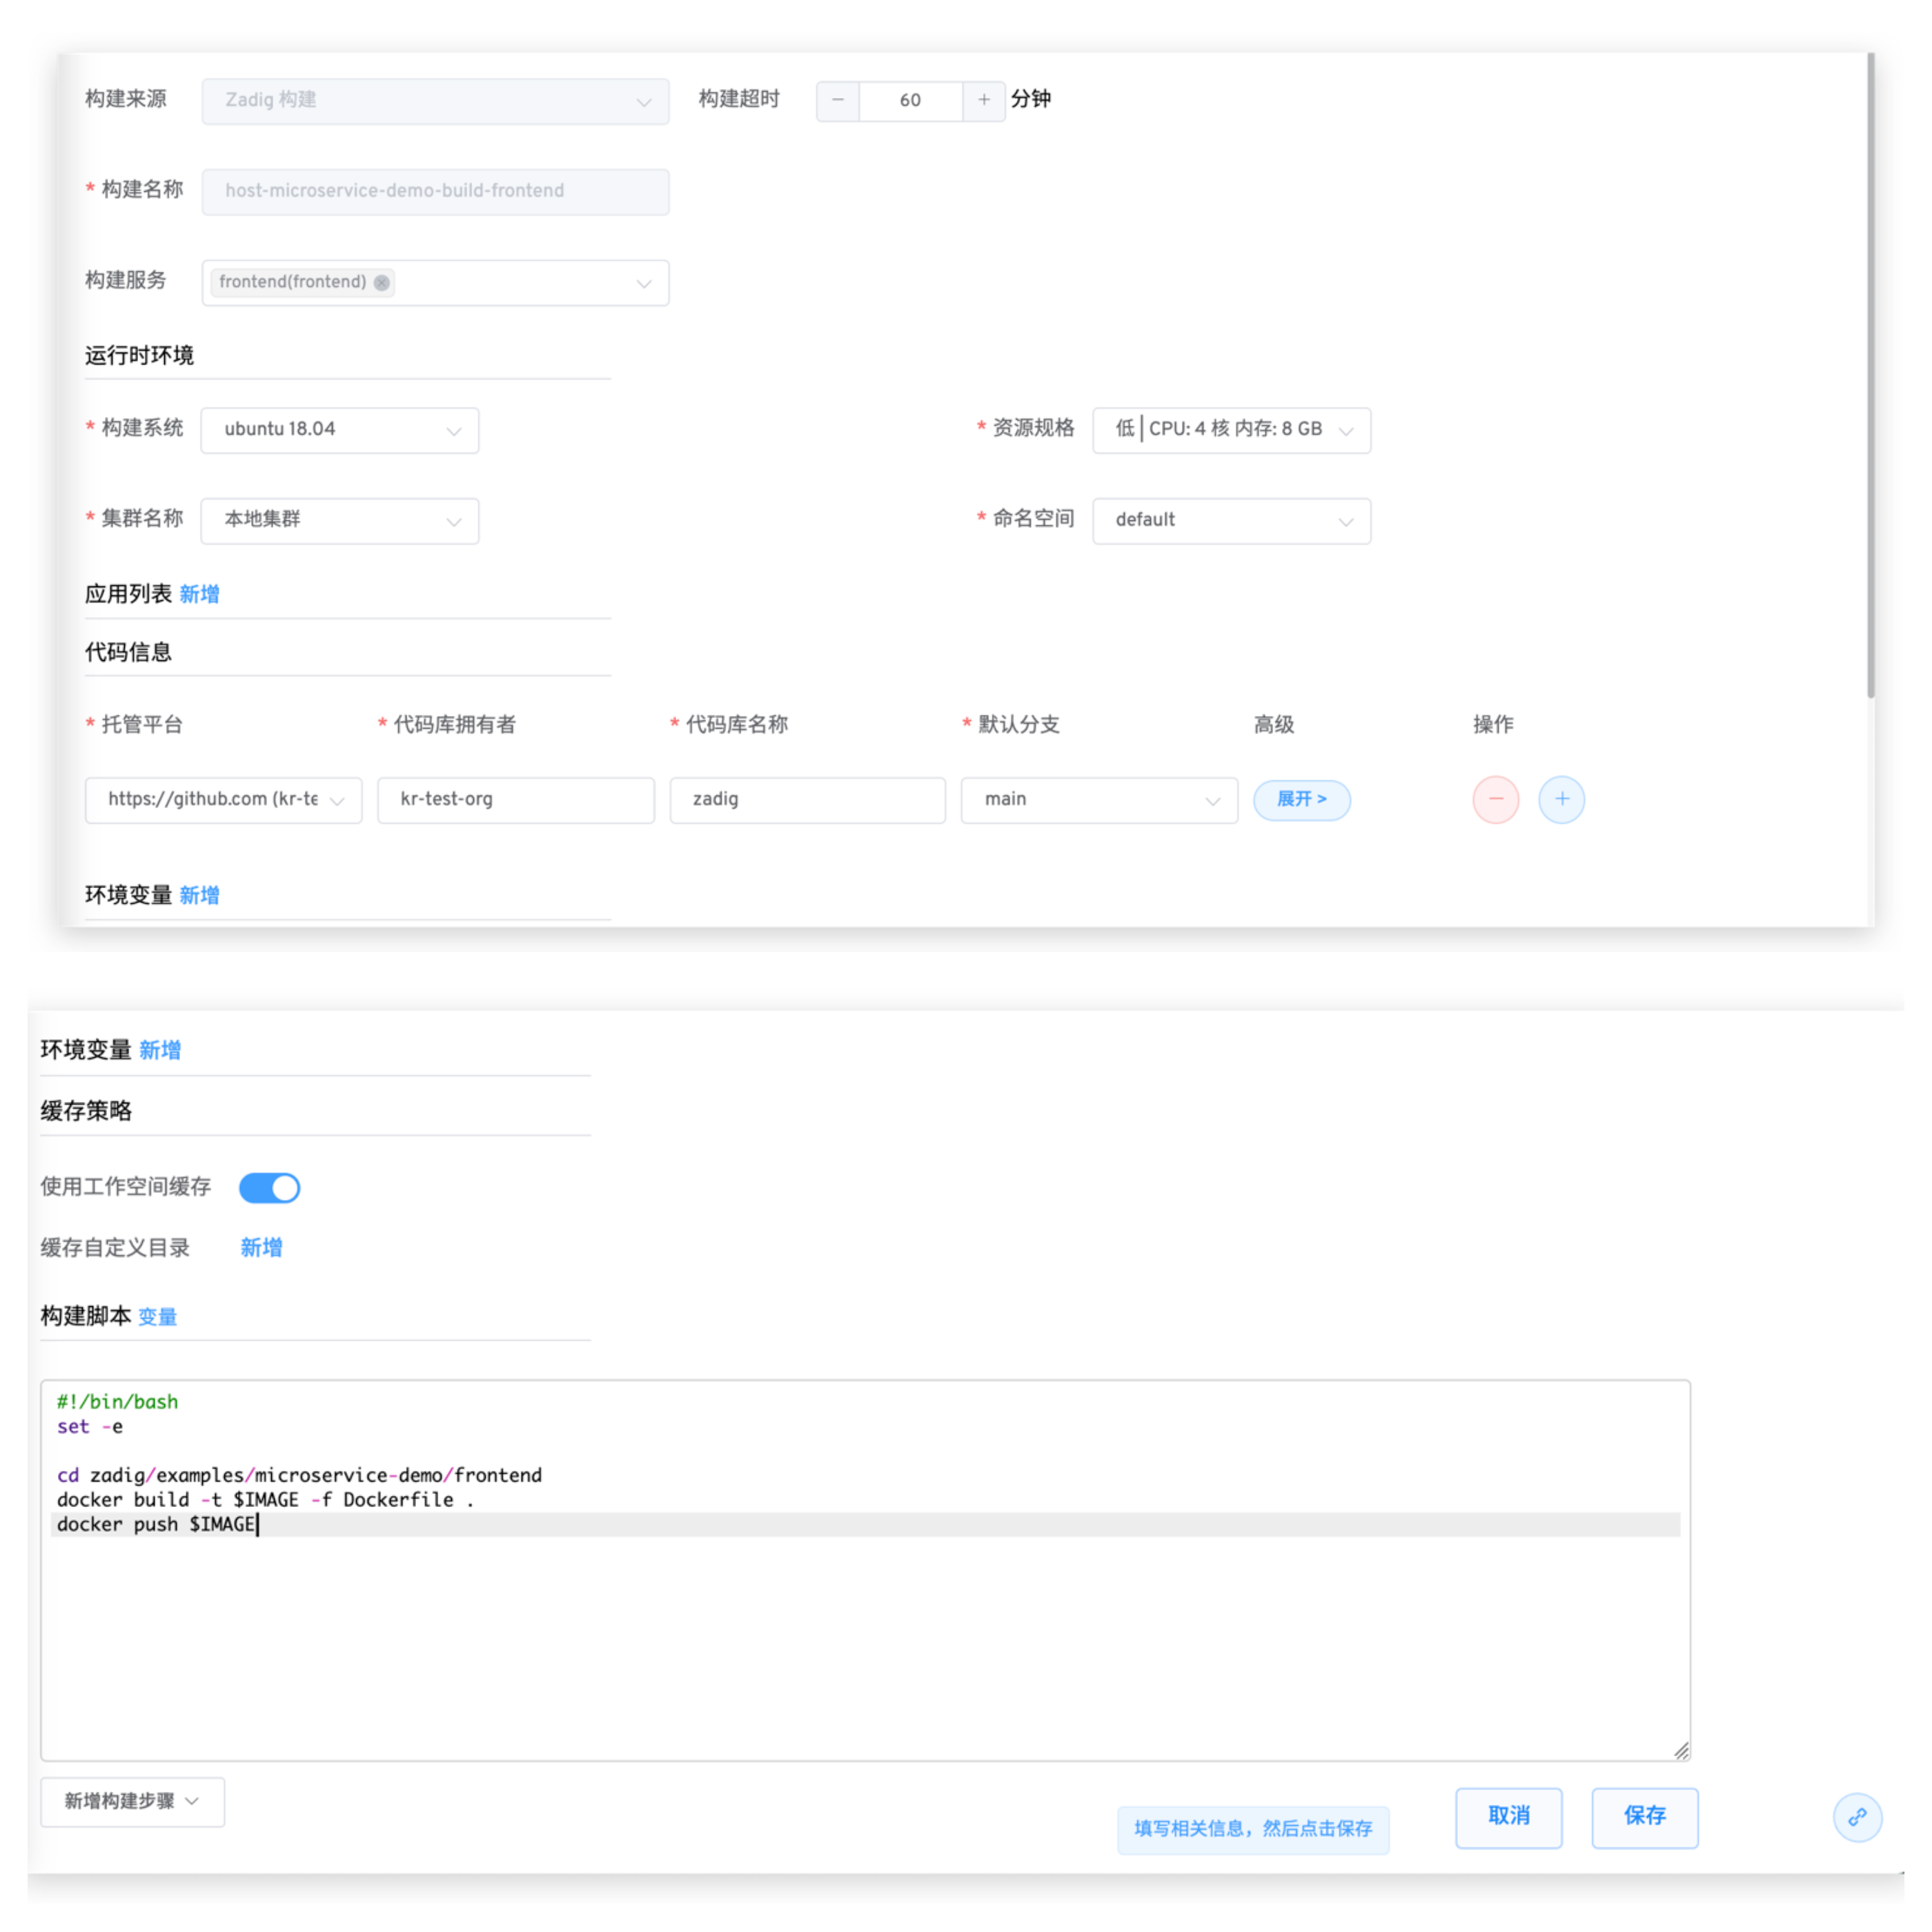 构建来源 Zadig 构建 构建超时 − 60 + 分钟
* 构建名称 host-microservice-demo-build-frontend
构建服务 frontend(frontend)
运行时环境
* 构建系统 ubuntu 18.04 * 资源规格 低 | CPU: 4 核 内存: 8 GB
* 集群名称 本地集群 * 命名空间 default
应用列表 新增
代码信息
* 托管平台 * 代码库拥有者 * 代码库名称 * 默认分支 高级 操作
https://github.com (kr-te kr-test-org zadig main 展开 > − +
环境变量 新增
环境变量 新增
缓存策略
使用工作空间缓存
缓存自定义目录 新增
构建脚本 变量
#!/bin/bash
set -e
cd zadig/examples/microservice-demo/frontend
docker build -t $IMAGE -f Dockerfile .
docker push $IMAGE
新增构建步骤 填写相关信息，然后点击保存 取消 保存